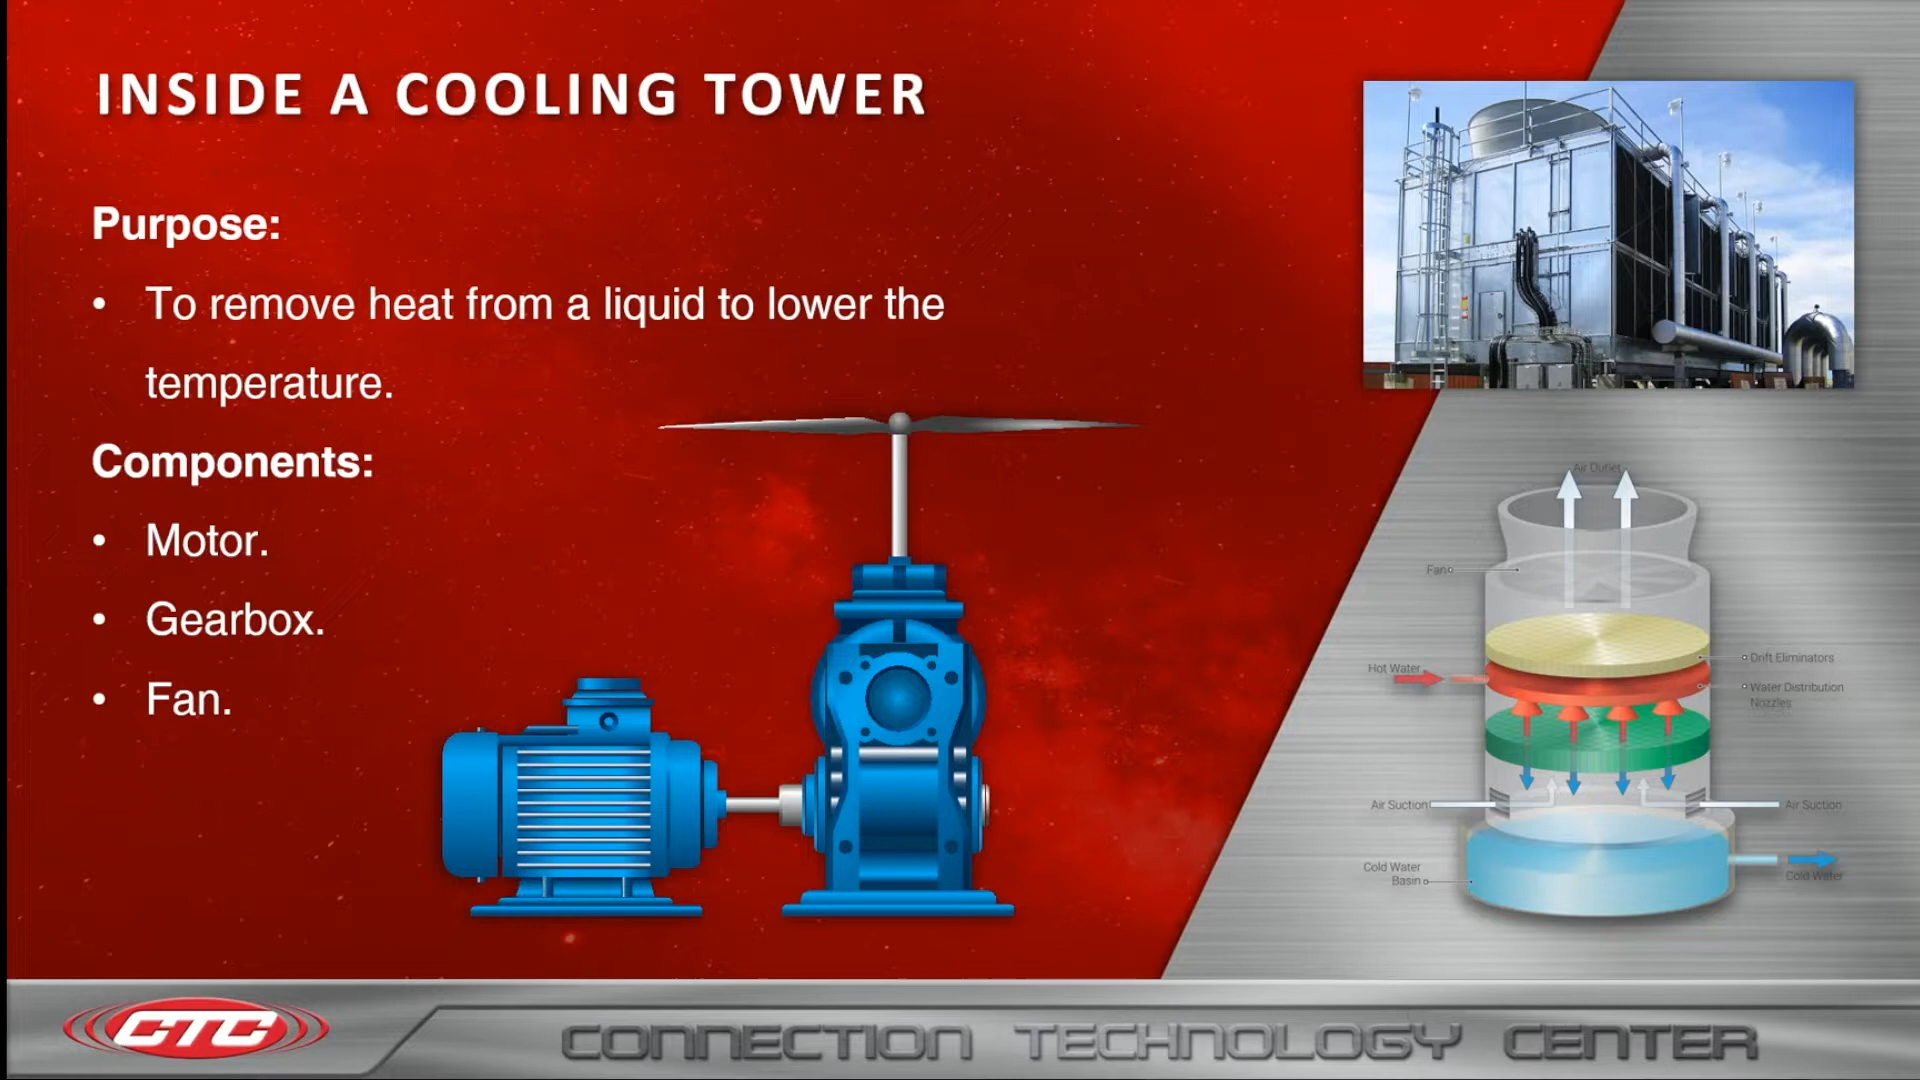 INSIDE A COOLING TOWER
Purpose:
• To remove heat from a liquid to lower the
temperature.
Components:
• Motor.
• Gearbox.
• Fan.
Air Outlet
Fan
Hot Water
Drift Eliminators
Water Distribution
Nozzles
Air Suction
Air Suction
Cold Water
Basin
Cold Water
CTC
CONNECTION TECHNOLOGY CENTER